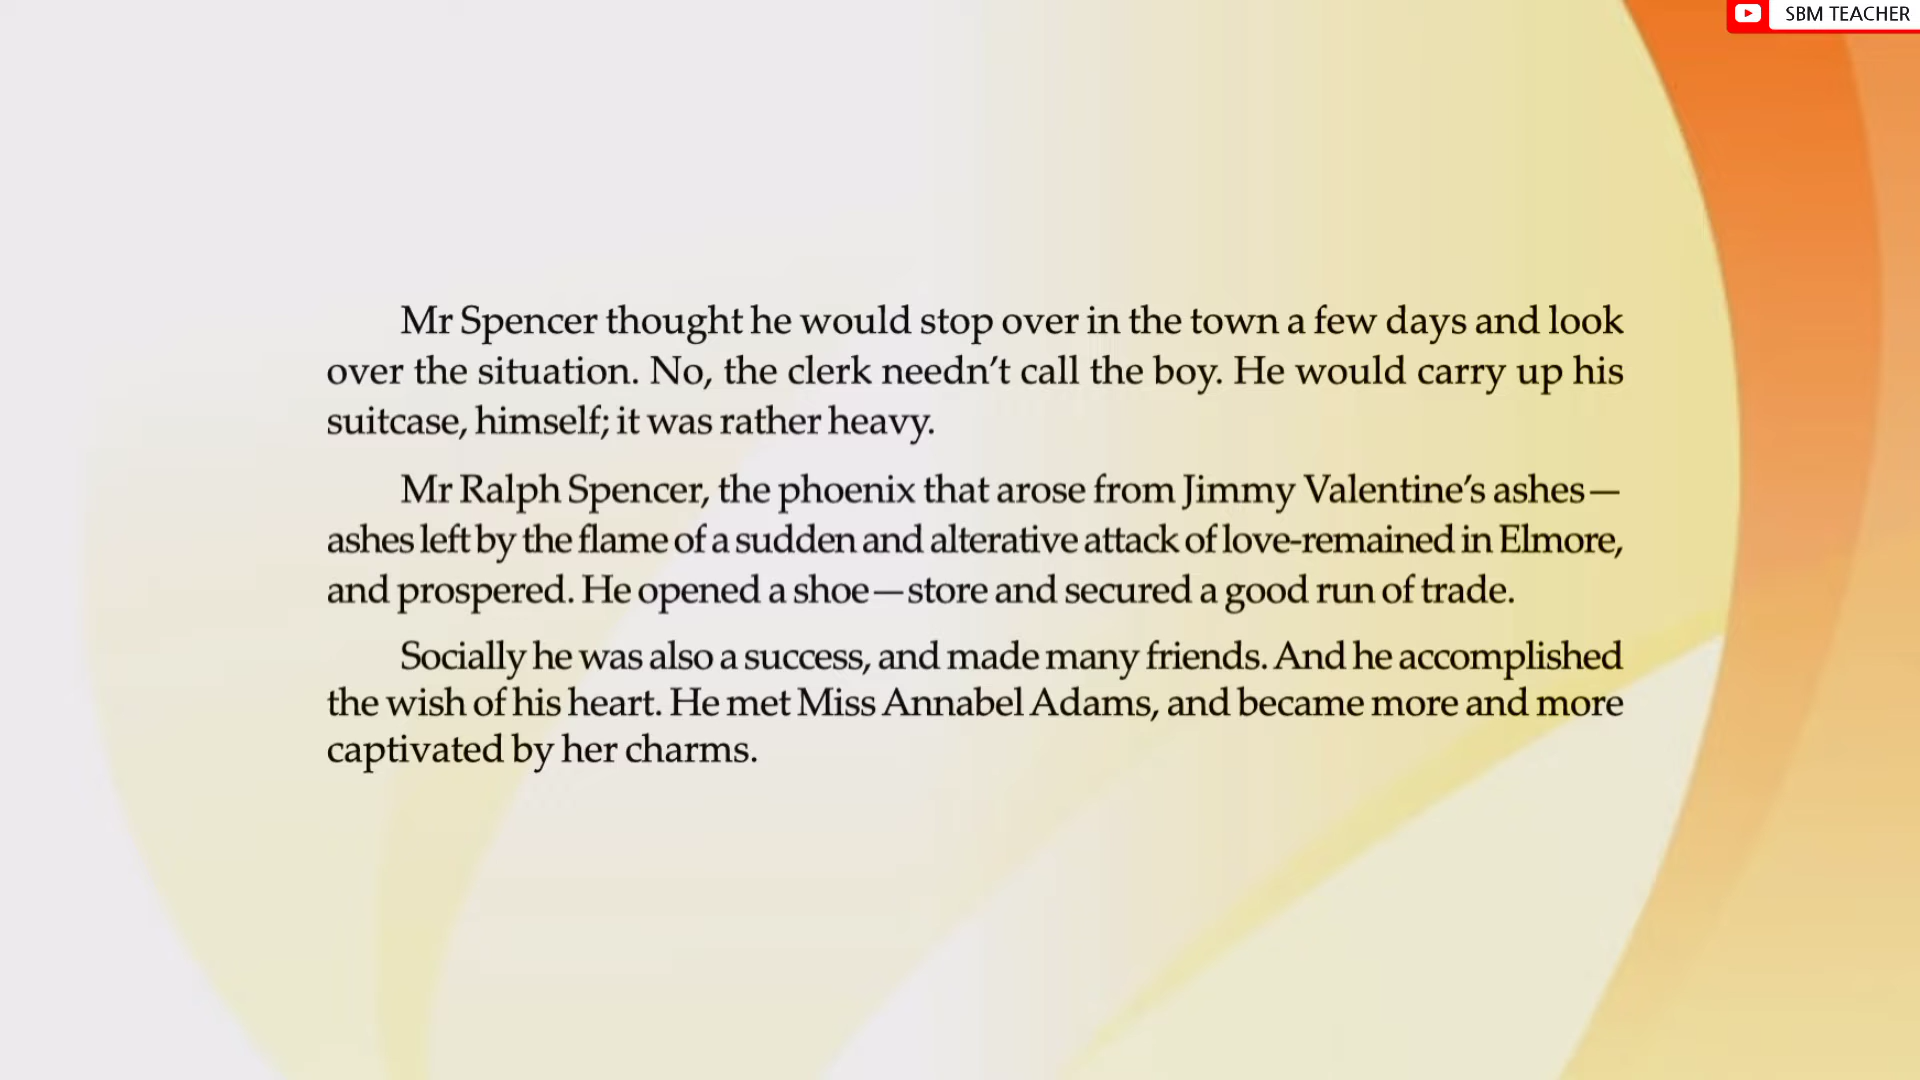 SBM TEACHER
Mr Spencer thought he would stop over in the town a few days and look
over the situation. No, the clerk needn’t call the boy. He would carry up his
suitcase, himself; it was rather heavy.
Mr Ralph Spencer, the phoenix that arose from Jimmy Valentine’s ashes—
ashes left by the flame of a sudden and alterative attack of love-remained in Elmore,
and prospered. He opened a shoe—store and secured a good run of trade.
Socially he was also a success, and made many friends. And he accomplished
the wish of his heart. He met Miss Annabel Adams, and became more and more
captivated by her charms.